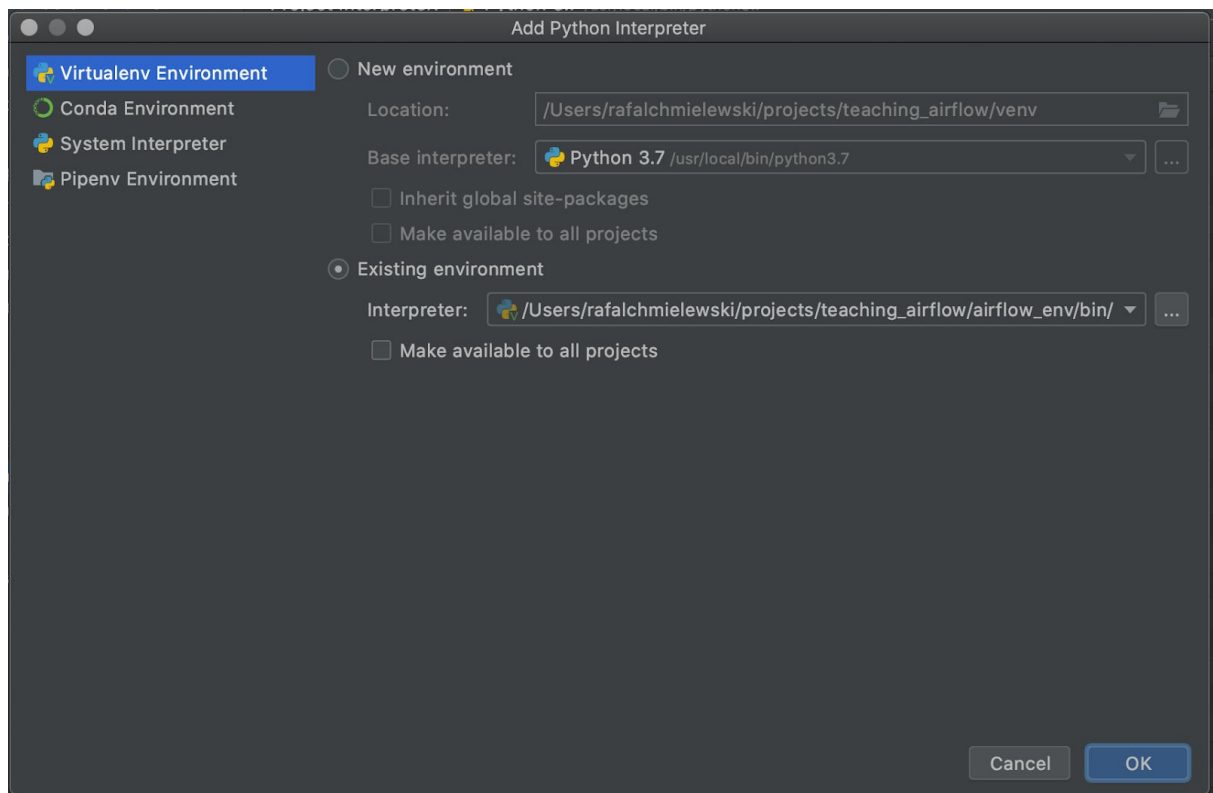 Add Python Interpreter
Virtualenv Environment
Conda Environment
System Interpreter
Pipenv Environment
New environment
Location: /Users/rafalchmielewski/projects/teaching_airflow/venv
Base interpreter: Python 3.7 /usr/local/bin/python3.7 ...
Inherit global site-packages
Make available to all projects
Existing environment
Interpreter: /Users/rafalchmielewski/projects/teaching_airflow/airflow_env/bin/ ...
Make available to all projects
Cancel OK